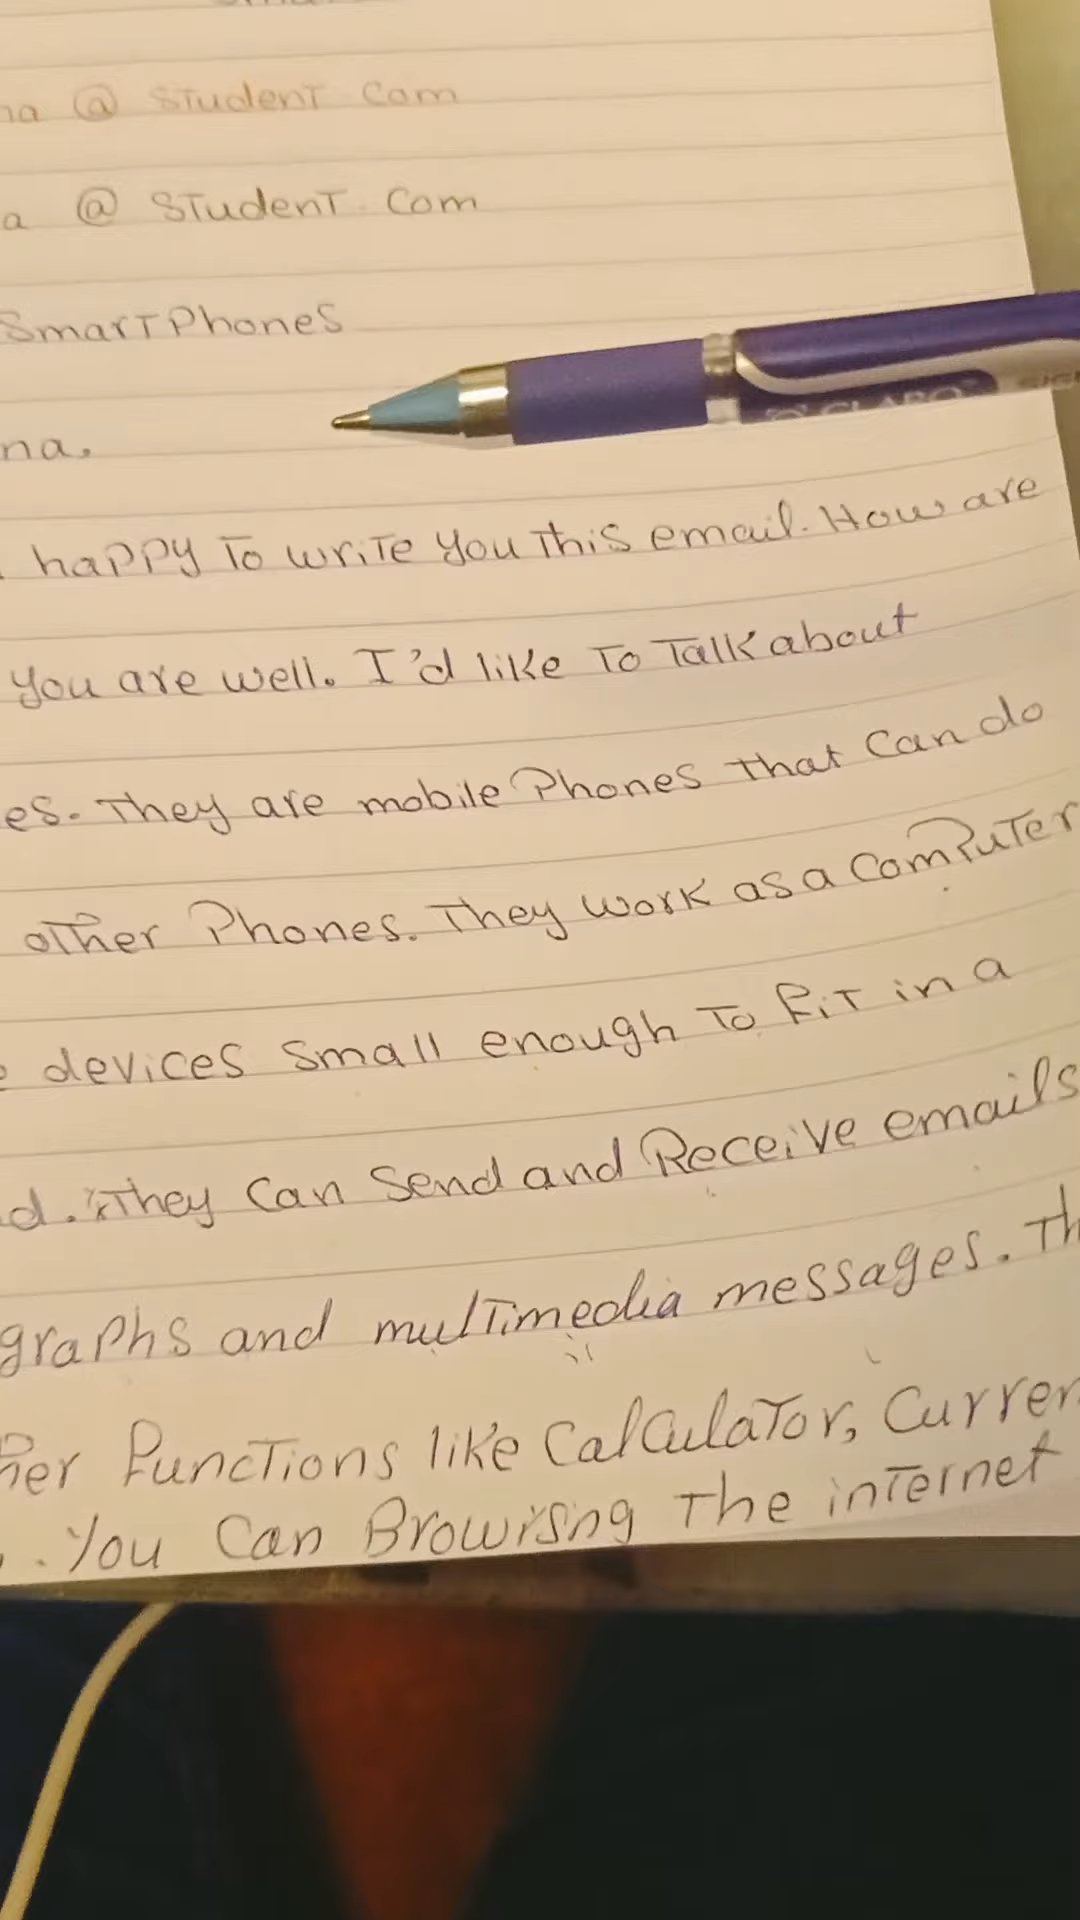 @ STudenT Com
a @ STudenT. Com
SmarTPhones
na,
happy To wriTe you This email. How are
you are well. I'd like To Talk about
es. They are mobile Phones That Can do
oTher Phones. They work as a ComPuTer
devices Small enough To FiT in a
d. They Can Send and Receive emails
graPhs and mulTimedia messages. Th
her FuncTions like CalculaTor, Curren
. You Can Browisng The inTernet
CLARO